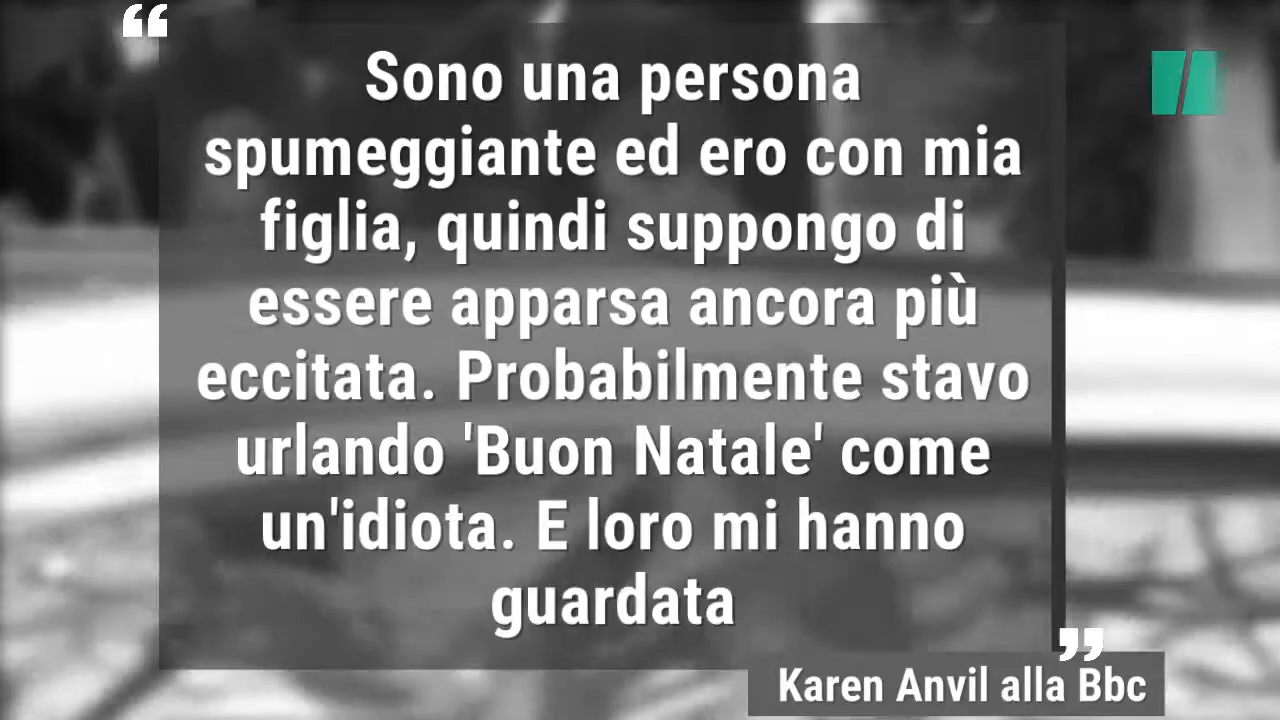 “
Sono una persona
spumeggiante ed ero con mia
figlia, quindi suppongo di
essere apparsa ancora più
eccitata. Probabilmente stavo
urlando 'Buon Natale' come
un'idiota. E loro mi hanno
guardata
”
Karen Anvil alla Bbc